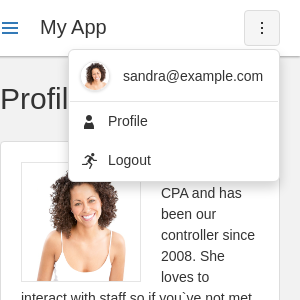 My App
sandra@example.com
Profil
Profile
Logout
CPA and has
been our
controller since
2008. She
loves to
interact with staff so if you`ve not met